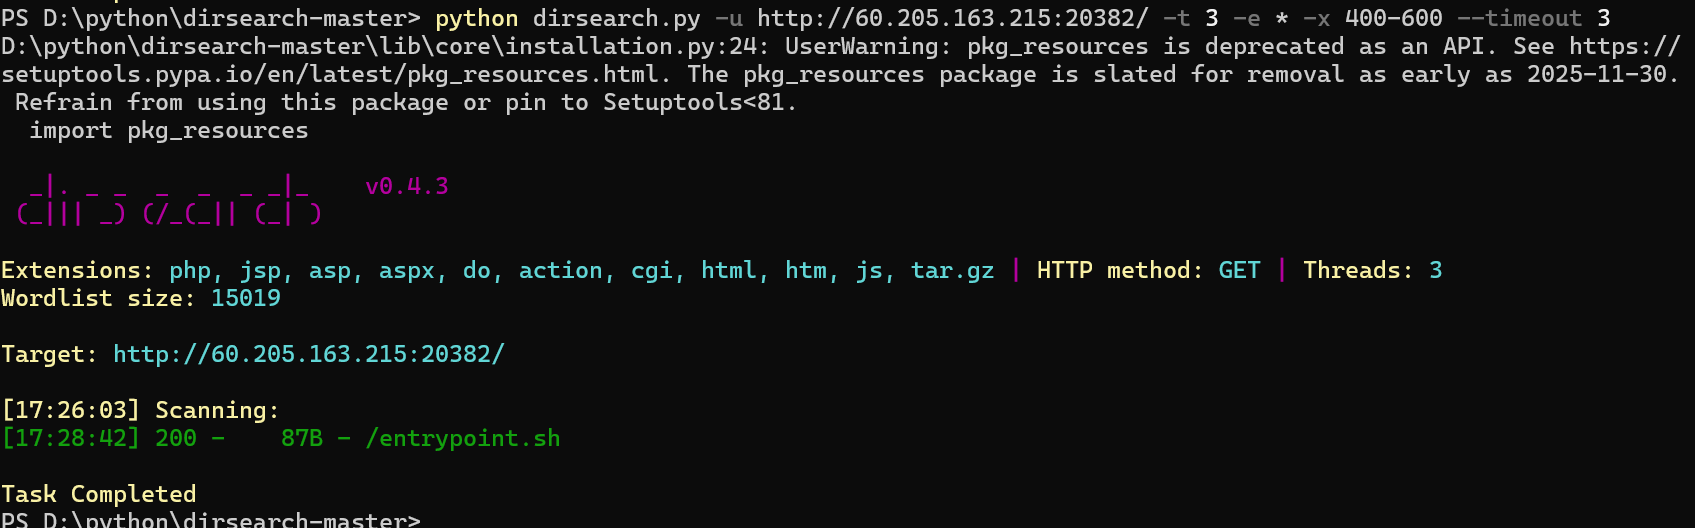 PS D:\python\dirsearch-master> python dirsearch.py -u http://60.205.163.215:20382/ -t 3 -e * -x 400-600 --timeout 3
D:\python\dirsearch-master\lib\core\installation.py:24: UserWarning: pkg_resources is deprecated as an API. See https://
setuptools.pypa.io/en/latest/pkg_resources.html. The pkg_resources package is slated for removal as early as 2025-11-30.
 Refrain from using this package or pin to Setuptools<81.
  import pkg_resources
  _|. _ _  _  _  _ _|_    v0.4.3
 (_||| _) (/_(_|| (_| )
Extensions: php, jsp, asp, aspx, do, action, cgi, html, htm, js, tar.gz | HTTP method: GET | Threads: 3
Wordlist size: 15019
Target: http://60.205.163.215:20382/
[17:26:03] Scanning:
[17:28:42] 200 -    87B - /entrypoint.sh
Task Completed
PS D:\python\dirsearch-master>